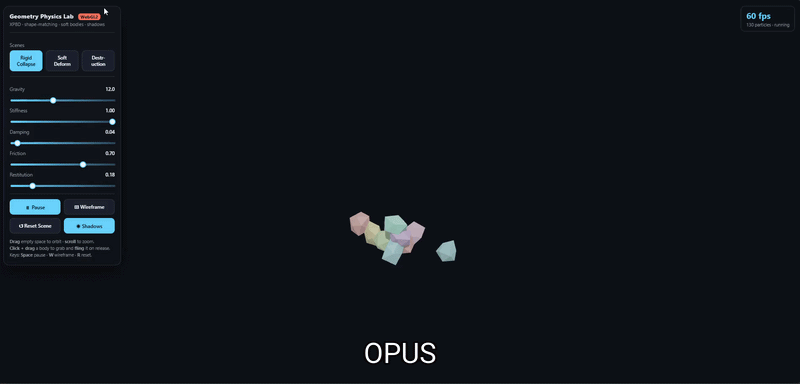 Geometry Physics Lab WebGL2
XPBD · shape-matching · soft bodies · shadows
Scenes
Rigid
Collapse
Soft
Deform
Destr-
uction
Gravity 12.0
Stiffness 1.00
Damping 0.04
Friction 0.70
Restitution 0.18
Pause
Wireframe
Reset Scene
Shadows
Drag empty space to orbit · scroll to zoom.
Click + drag a body to grab and fling it on release.
Keys: Space pause · W wireframe · R reset.
60 fps
130 particles · running
OPUS